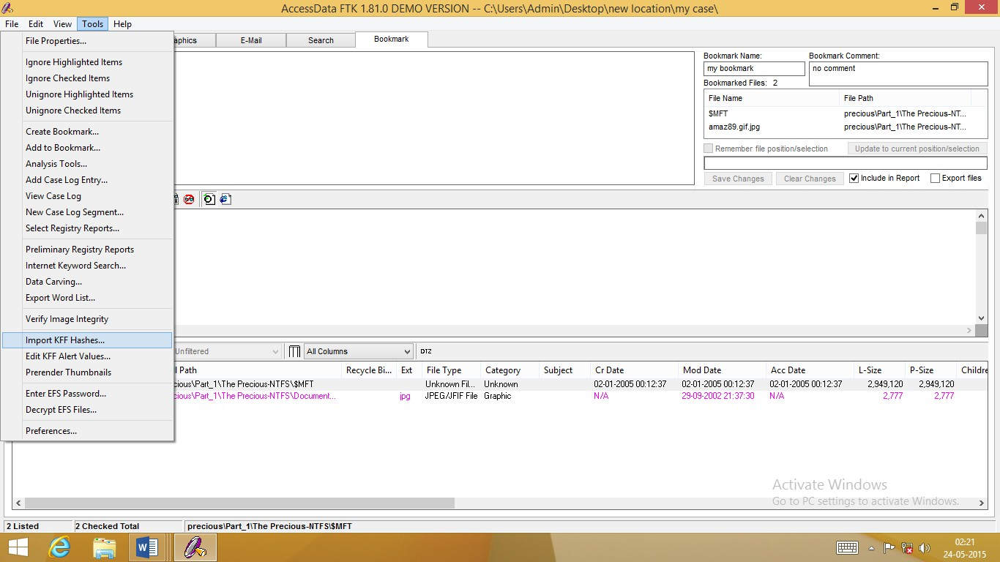 AccessData FTK 1.81.0 DEMO VERSION -- C:\Users\Admin\Desktop\new location\my case\
File Edit View Tools Help
File Properties...
Ignore Highlighted Items
Ignore Checked Items
Unignore Highlighted Items
Unignore Checked Items
Create Bookmark...
Add to Bookmark...
Analysis Tools...
Add Case Log Entry...
View Case Log
New Case Log Segment...
Select Registry Reports...
Preliminary Registry Reports
Internet Keyword Search...
Data Carving...
Export Word List...
Verify Image Integrity
Import KFF Hashes...
Edit KFF Alert Values...
Prerender Thumbnails
Enter EFS Password...
Decrypt EFS Files...
Preferences...
aphics E-Mail Search Bookmark
Bookmark Name: Bookmark Comment:
my bookmark no comment
Bookmarked Files: 2
File Name File Path
$MFT precious\Part_1\The Precious-NT...
amaz89.gif.jpg precious\Part_1\The Precious-NT...
Remember file position/selection Update to current position/selection
Save Changes Clear Changes Include in Report Export files
Unfiltered All Columns DTZ
l Path Recycle Bi... Ext File Type Category Subject Cr Date Mod Date Acc Date L-Size P-Size Childre
cious\Part_1\The Precious-NTFS\$MFT Unknown Fil... Unknown 02-01-2005 00:12:37 02-01-2005 00:12:37 02-01-2005 00:12:37 2,949,120 2,949,120
cious\Part_1\The Precious-NTFS\Document... jpg JPEG/JFIF File Graphic N/A 29-09-2002 21:37:30 N/A 2,777 2,777
Activate Windows
Go to PC settings to activate Windows.
2 Listed 2 Checked Total precious\Part_1\The Precious-NTFS\$MFT
02:21
24-05-2015